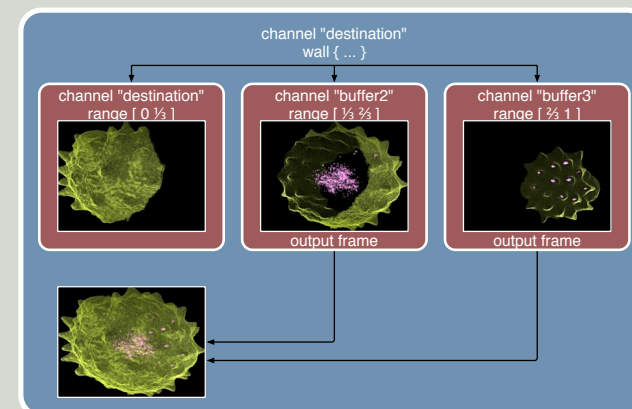 channel "destination"
wall { ... }
channel "destination"
range [ 0 ⅓ ]
channel "buffer2"
range [ ⅓ ⅔ ]
output frame
channel "buffer3"
range [ ⅔ 1 ]
output frame